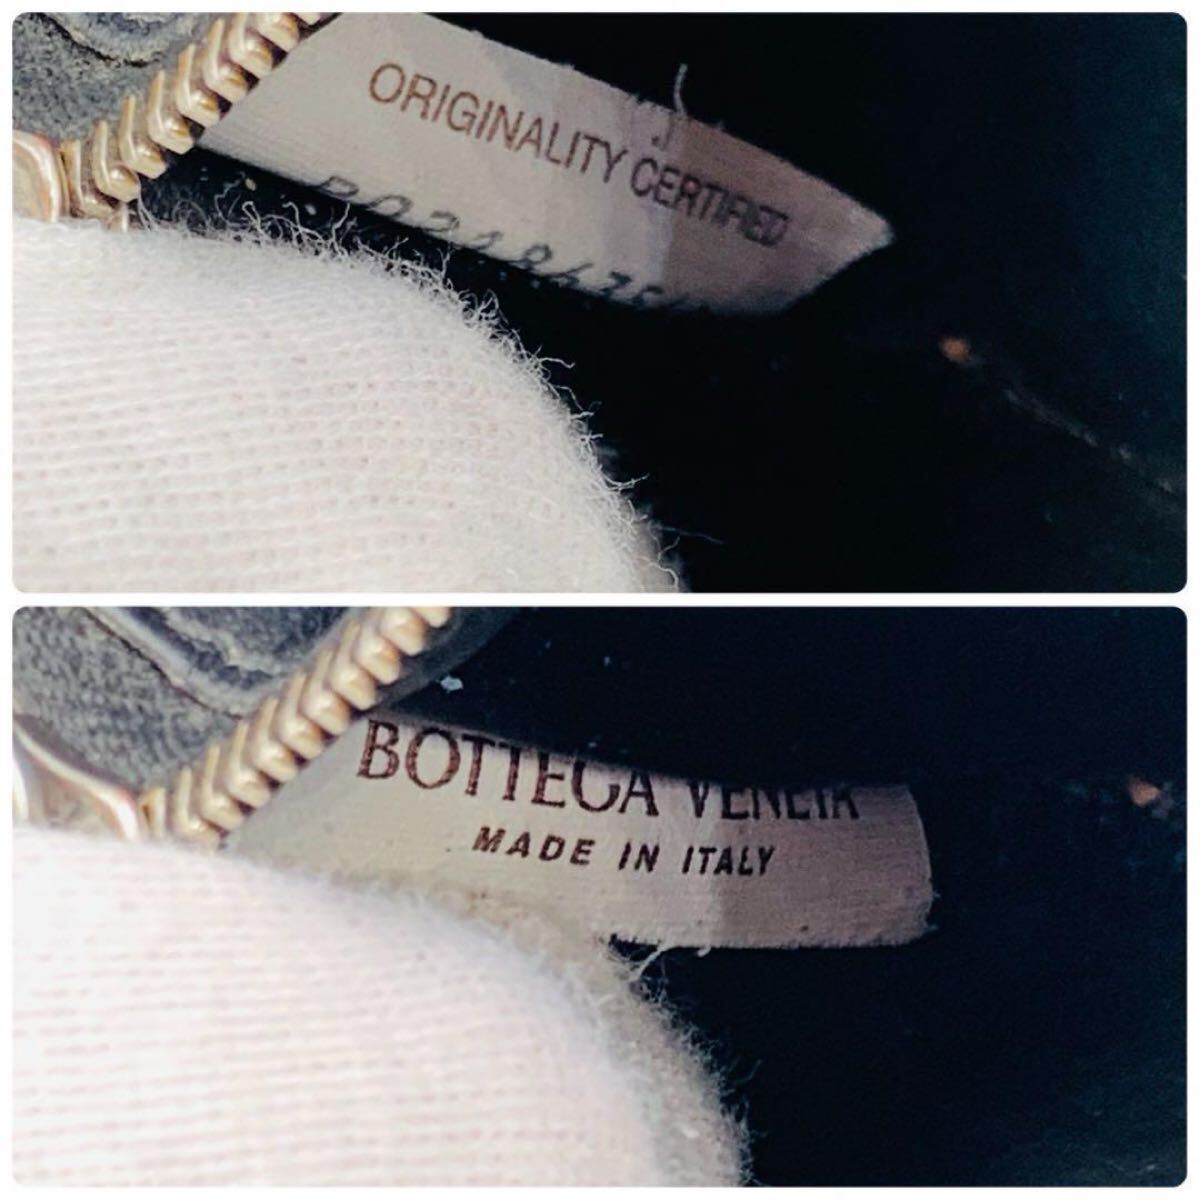 ORIGINALITY CERTIFIED
BOTTEGA VENETA
MADE IN ITALY